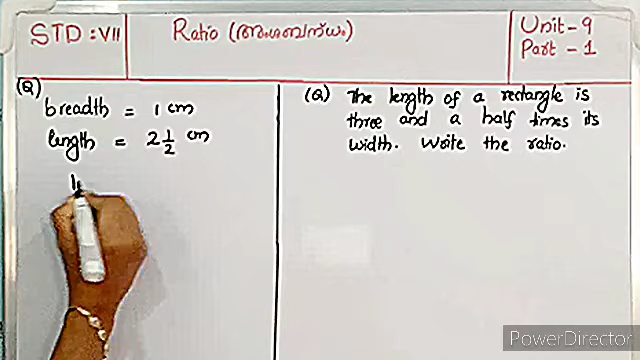 STD : VII
Ratio (അംശബന്ധം)
Unit - 9
Part - 1
(Q)
breadth = 1 cm
length = 2 1/2 cm
(Q) The length of a rectangle is
three and a half times its
width. Write the ratio.
PowerDirector